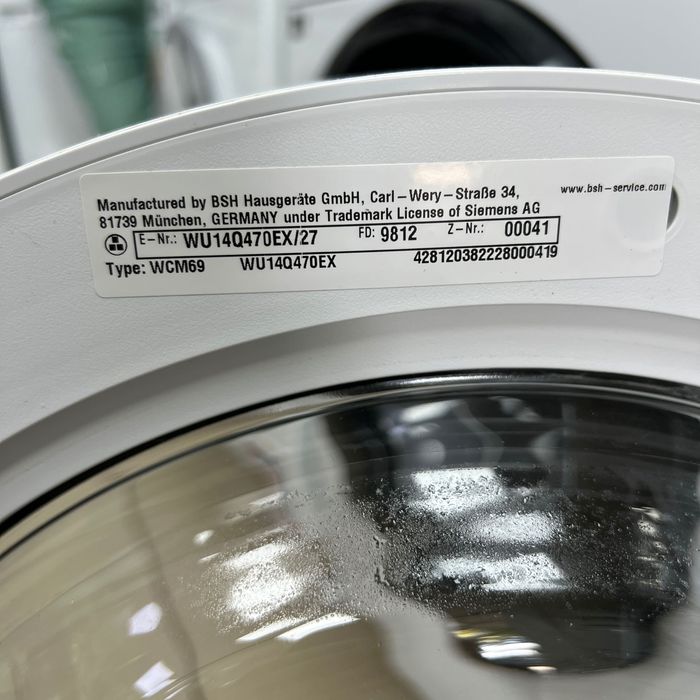 Manufactured by BSH Hausgeräte GmbH, Carl-Wery-Straße 34,
www.bsh-service.com
81739 München, GERMANY under Trademark License of Siemens AG
E-Nr.: WU14Q470EX/27 FD: 9812 Z-Nr.: 00041
Type: WCM69 WU14Q470EX 428120382228000419